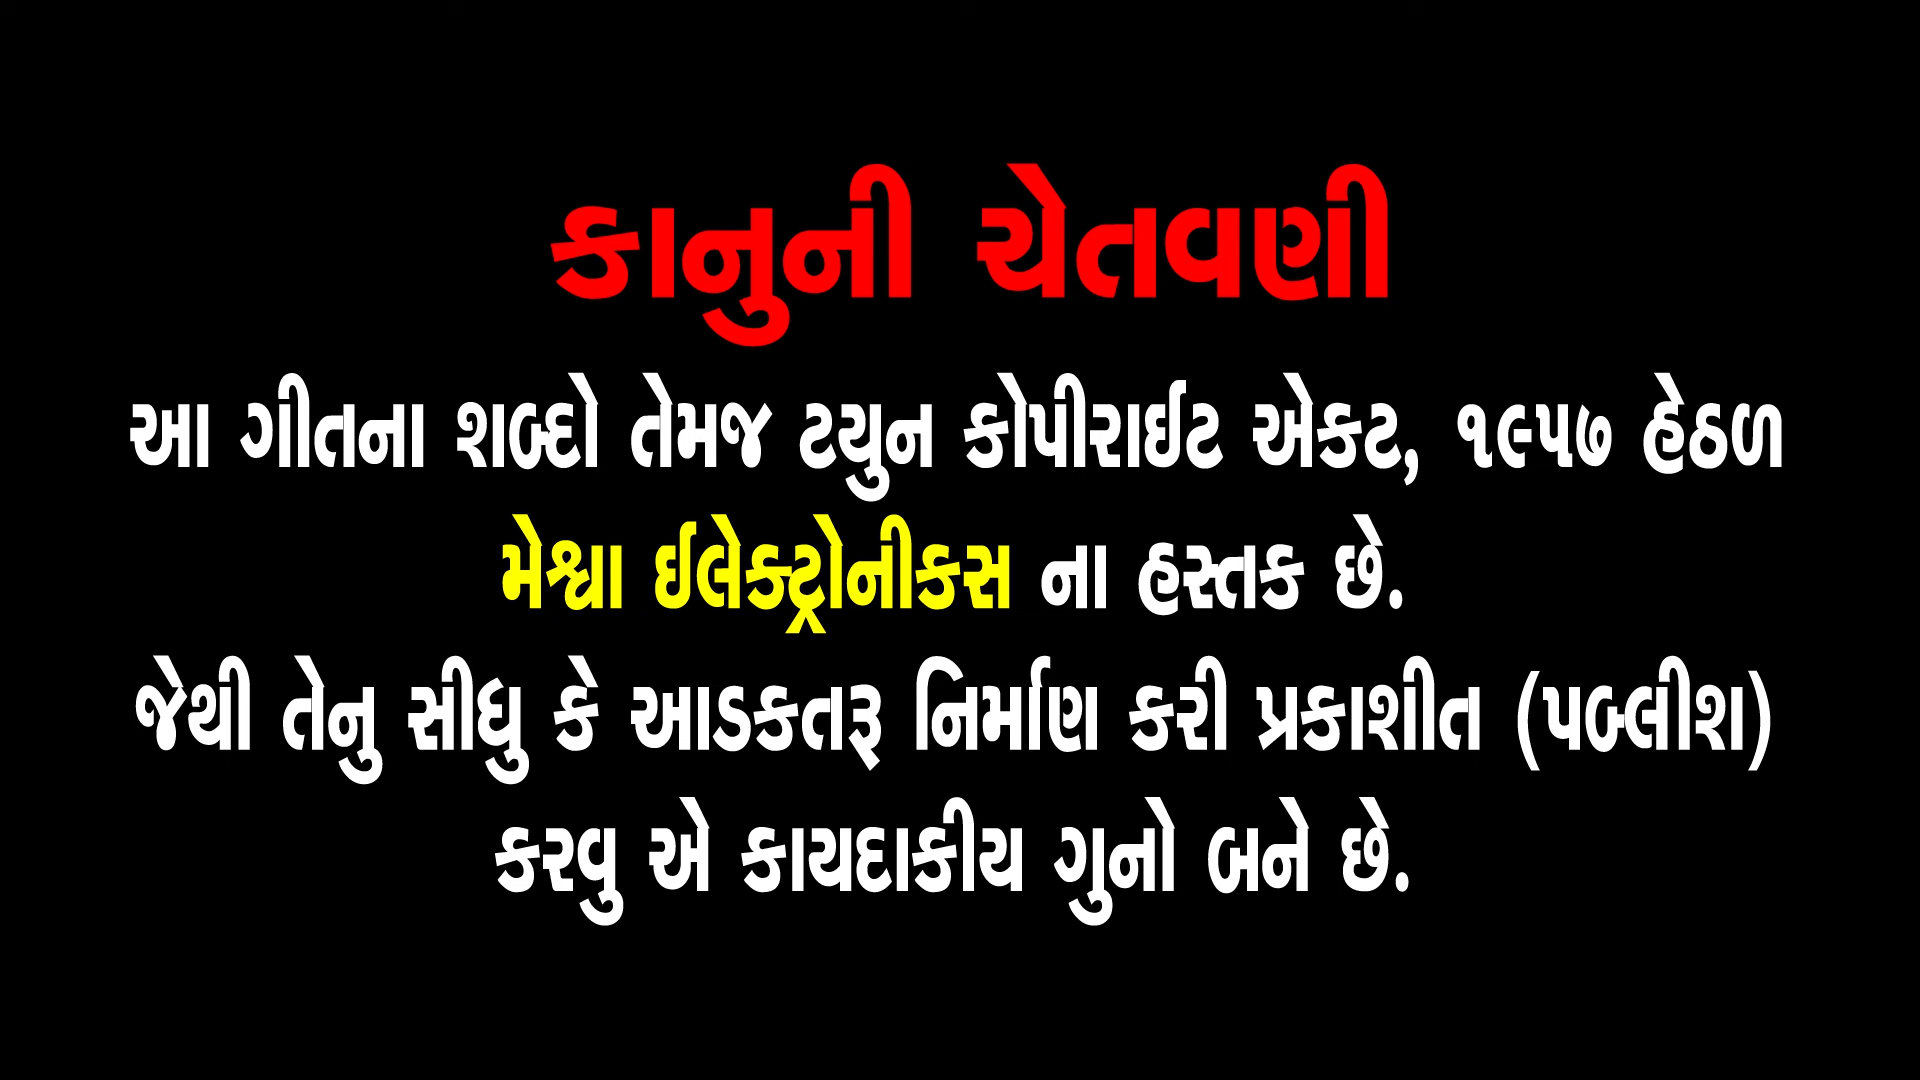 કાનુની ચેતવણી
આ ગીતના શબ્દો તેમજ ટયુન કોપીરાઈટ એકટ, ૧૯૫૭ હેઠળ
મેશ્વા ઈલેક્ટ્રોનીકસ ના હસ્તક છે.
જેથી તેનુ સીધુ કે આડકતરૂ નિર્માણ કરી પ્રકાશીત (પબ્લીશ)
કરવુ એ કાયદાકીય ગુનો બને છે.